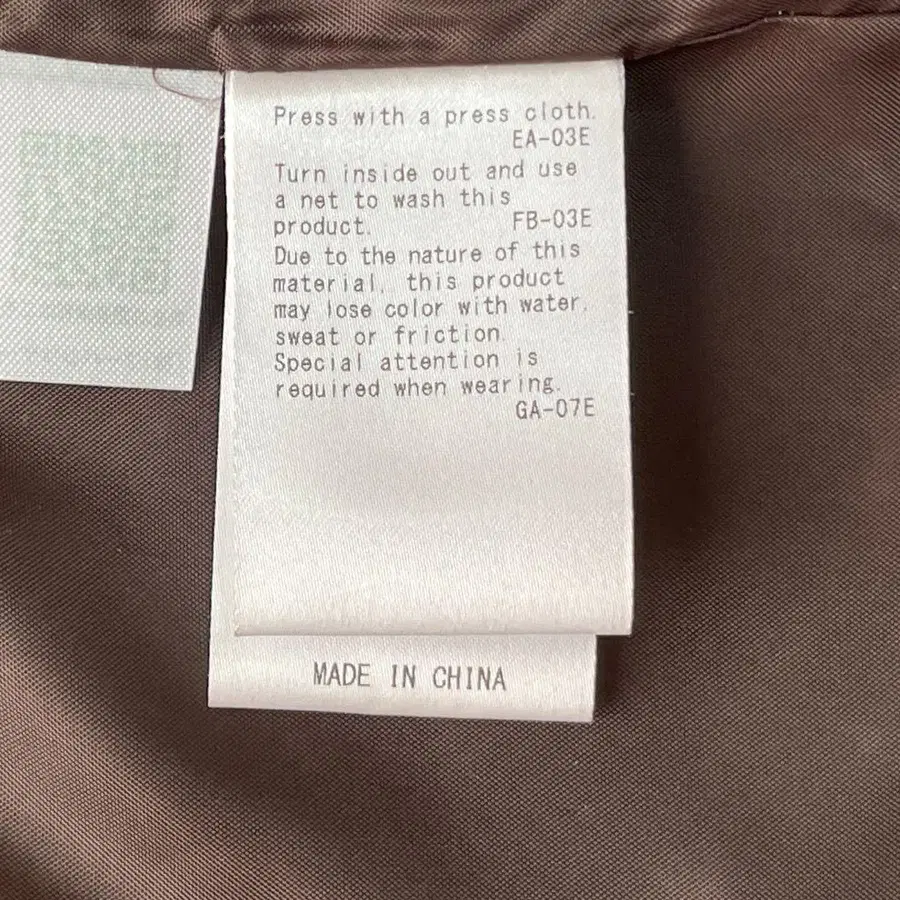 Press with a press cloth.
EA-03E
Turn inside out and use
a net to wash this
product. FB-03E
Due to the nature of this
material, this product
may lose color with water,
sweat or friction.
Special attention is
required when wearing.
GA-07E
MADE IN CHINA